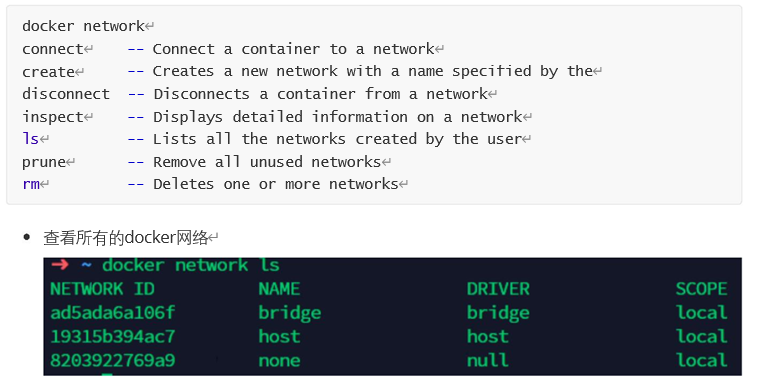 docker network
connect    -- Connect a container to a network
create     -- Creates a new network with a name specified by the
disconnect  -- Disconnects a container from a network
inspect    -- Displays detailed information on a network
ls         -- Lists all the networks created by the user
prune      -- Remove all unused networks
rm         -- Deletes one or more networks
• 查看所有的docker网络
→ ~ docker network ls
NETWORK ID          NAME                DRIVER              SCOPE
ad5ada6a106f        bridge              bridge              local
19315b394ac7        host                host                local
8203922769a9        none                null                local